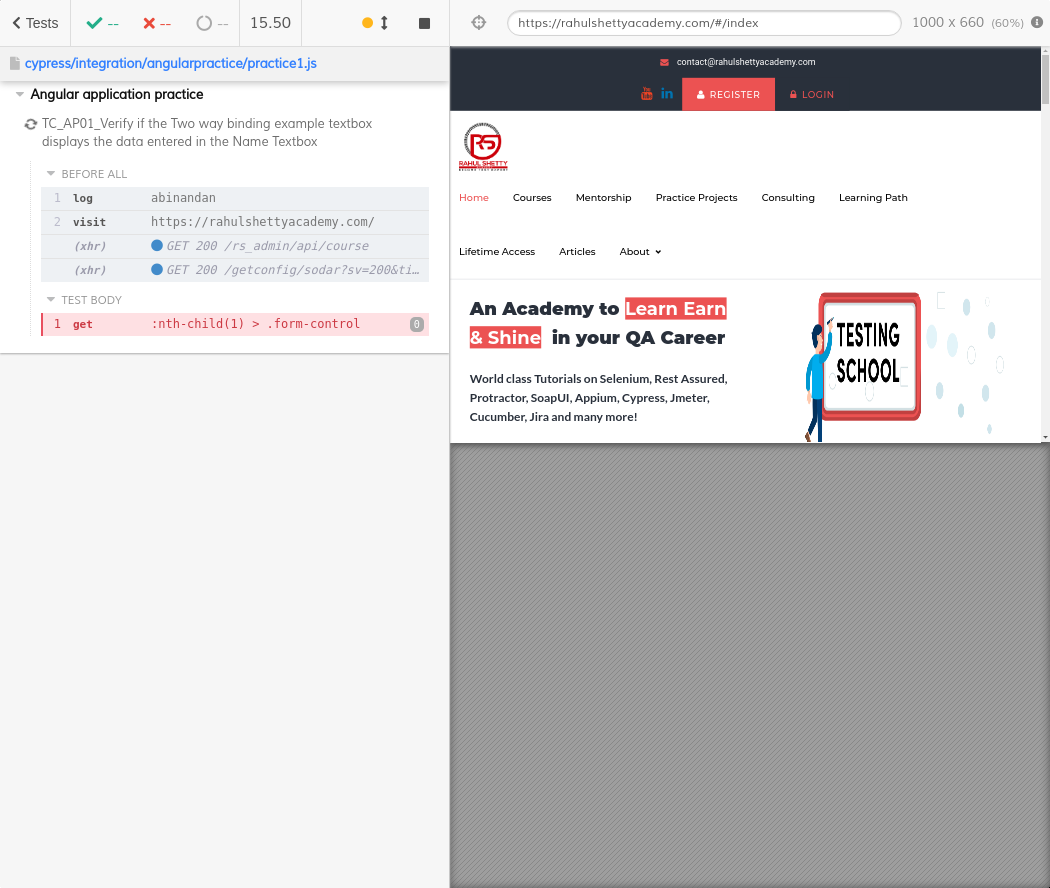 Tests
--
--
--
15.50
https://rahulshettyacademy.com/#/index
1000 x 660 (60%)
cypress/integration/angularpractice/practice1.js
Angular application practice
TC_AP01_Verify if the Two way binding example textbox
displays the data entered in the Name Textbox
BEFORE ALL
1 log abinandan
2 visit https://rahulshettyacademy.com/
(xhr) GET 200 /rs_admin/api/course
(xhr) GET 200 /getconfig/sodar?sv=200&ti…
TEST BODY
1 get :nth-child(1) > .form-control 0
contact@rahulshettyacademy.com
REGISTER LOGIN
RS
RAHUL SHETTY
Home Courses Mentorship Practice Projects Consulting Learning Path
Lifetime Access Articles About
An Academy to Learn Earn
& Shine in your QA Career
World class Tutorials on Selenium, Rest Assured,
Protractor, SoapUI, Appium, Cypress, Jmeter,
Cucumber, Jira and many more!
TESTING
SCHOOL